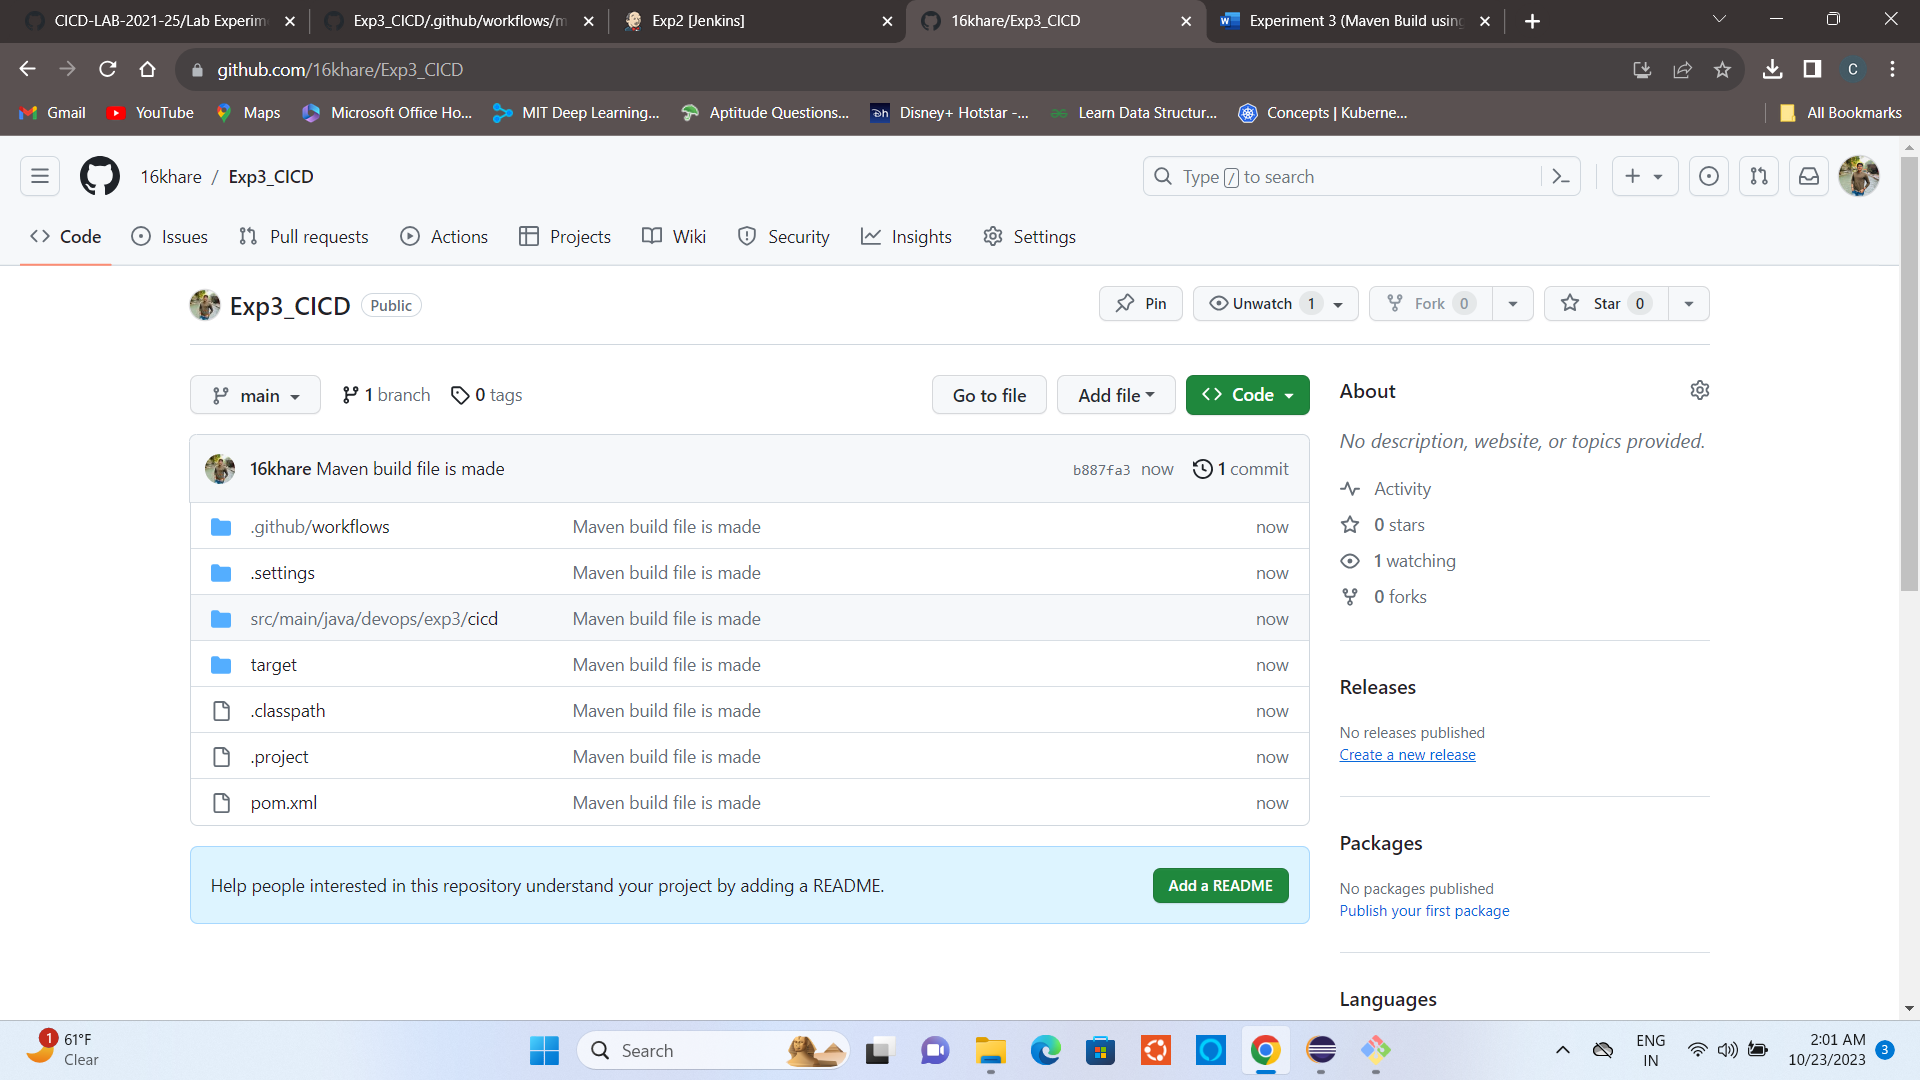 CICD-LAB-2021-25/Lab Experim
Exp3_CICD/.github/workflows/m
Exp2 [Jenkins]
16khare/Exp3_CICD
Experiment 3 (Maven Build using
github.com/16khare/Exp3_CICD
C
Gmail
YouTube
Maps
Microsoft Office Ho...
MIT Deep Learning...
Aptitude Questions...
Disney+ Hotstar -...
Learn Data Structur...
Concepts | Kuberne...
All Bookmarks
16khare / Exp3_CICD
Type / to search
Code
Issues
Pull requests
Actions
Projects
Wiki
Security
Insights
Settings
Exp3_CICD Public
Pin
Unwatch 1
Fork 0
Star 0
main
1 branch
0 tags
Go to file
Add file
Code
16khare Maven build file is made
b887fa3 now
1 commit
.github/workflows Maven build file is made now
.settings Maven build file is made now
src/main/java/devops/exp3/cicd Maven build file is made now
target Maven build file is made now
.classpath Maven build file is made now
.project Maven build file is made now
pom.xml Maven build file is made now
Help people interested in this repository understand your project by adding a README.
Add a README
About
No description, website, or topics provided.
Activity
0 stars
1 watching
0 forks
Releases
No releases published
Create a new release
Packages
No packages published
Publish your first package
Languages
1
61°F
Clear
Search
ENG
IN
2:01 AM
10/23/2023
3